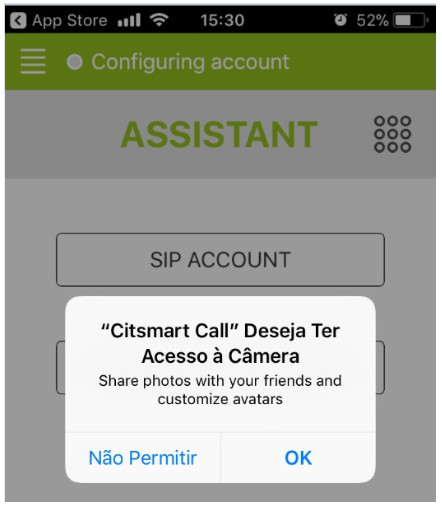 App Store 15:30 52%
Configuring account
ASSISTANT
SIP ACCOUNT
“Citsmart Call” Deseja Ter
Acesso à Câmera
Share photos with your friends and
customize avatars
Não Permitir OK